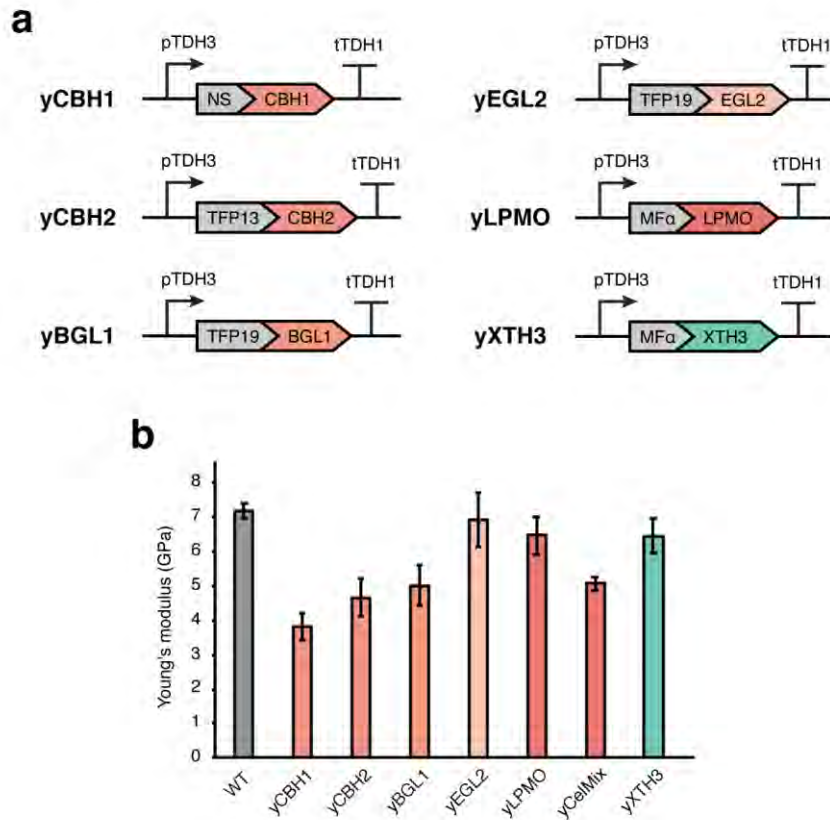 a
pTDH3 tTDH1
yCBH1 NS CBH1
pTDH3 tTDH1
yEGL2 TFP19 EGL2
pTDH3 tTDH1
yCBH2 TFP13 CBH2
pTDH3 tTDH1
yLPMO MFα LPMO
pTDH3 tTDH1
yBGL1 TFP19 BGL1
pTDH3 tTDH1
yXTH3 MFα XTH3
b
Young's modulus (GPa)
8
7
6
5
4
3
2
1
0
WT
yCBH1
yCBH2
yBGL1
yEGL2
yLPMO
yCelMix
yXTH3